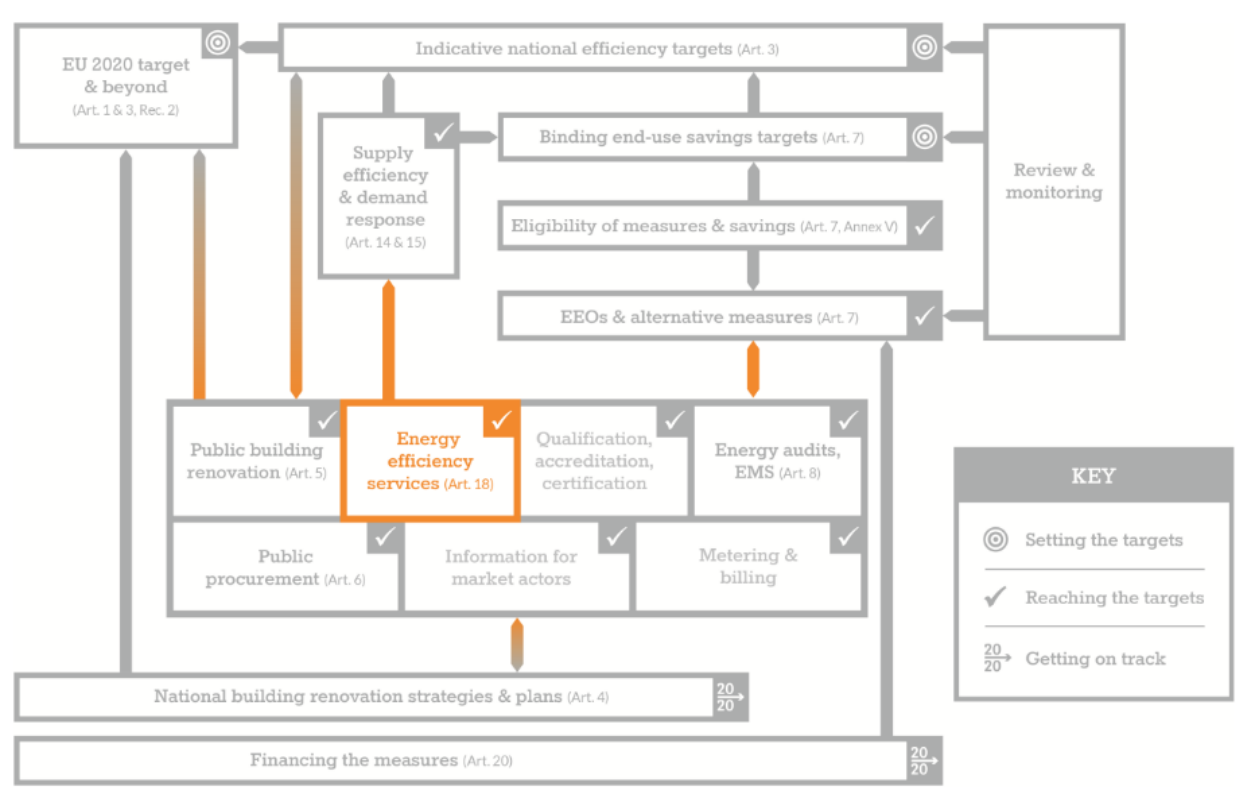 EU 2020 target
& beyond
(Art. 1 & 3, Rec. 2)
Indicative national efficiency targets (Art. 3)
Supply
efficiency
& demand
response
(Art. 14 & 15)
Binding end-use savings targets (Art. 7)
Review &
monitoring
Eligibility of measures & savings (Art. 7, Annex V)
EEOs & alternative measures (Art. 7)
Public building
renovation (Art. 5)
Energy
efficiency
services (Art. 18)
Qualification,
accreditation,
certification
Energy audits,
EMS (Art. 8)
Public
procurement (Art. 6)
Information for
market actors
Metering &
billing
National building renovation strategies & plans (Art. 4)
20
20
Financing the measures (Art. 20)
20
20
KEY
Setting the targets
Reaching the targets
20
20
Getting on track